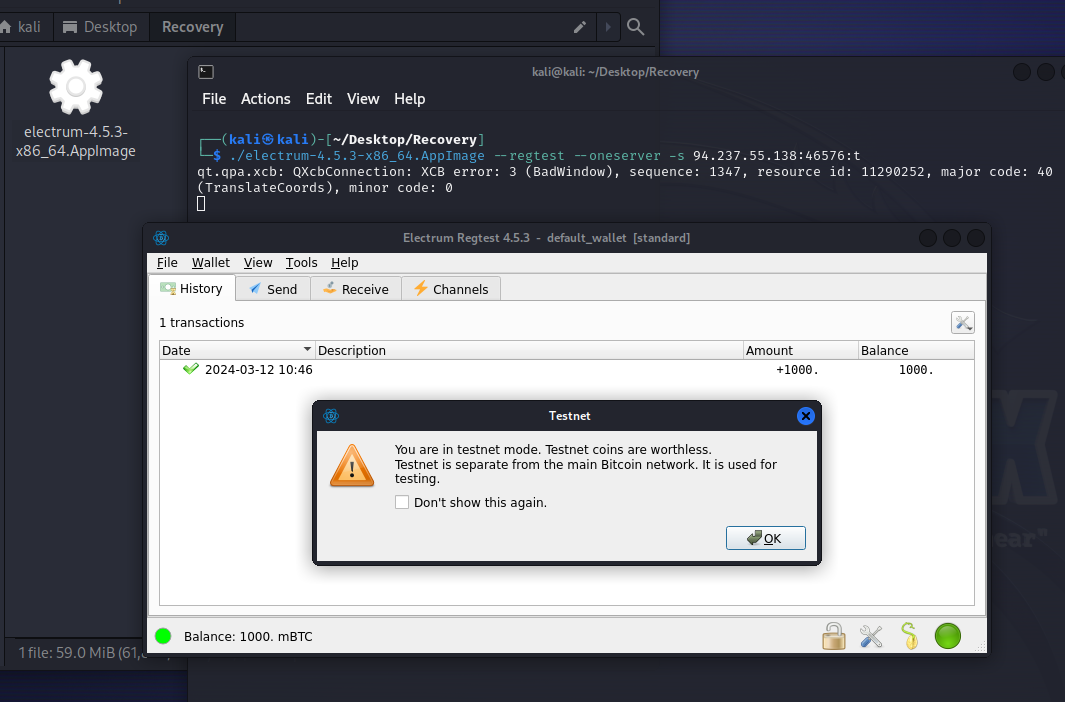 kali
Desktop
Recovery
electrum-4.5.3-
x86_64.AppImage
kali@kali: ~/Desktop/Recovery
File Actions Edit View Help
┌──(kali㉿kali)-[~/Desktop/Recovery]
└─$ ./electrum-4.5.3-x86_64.AppImage --regtest --oneserver -s 94.237.55.138:46576:t
qt.qpa.xcb: QXcbConnection: XCB error: 3 (BadWindow), sequence: 1347, resource id: 11290252, major code: 40
(TranslateCoords), minor code: 0
Electrum Regtest 4.5.3 - default_wallet [standard]
File Wallet View Tools Help
History Send Receive Channels
1 transactions
Date Description Amount Balance
2024-03-12 10:46 +1000. 1000.
Testnet
You are in testnet mode. Testnet coins are worthless.
Testnet is separate from the main Bitcoin network. It is used for
testing.
Don't show this again.
OK
ear"
Balance: 1000. mBTC
1 file: 59.0 MiB (61,